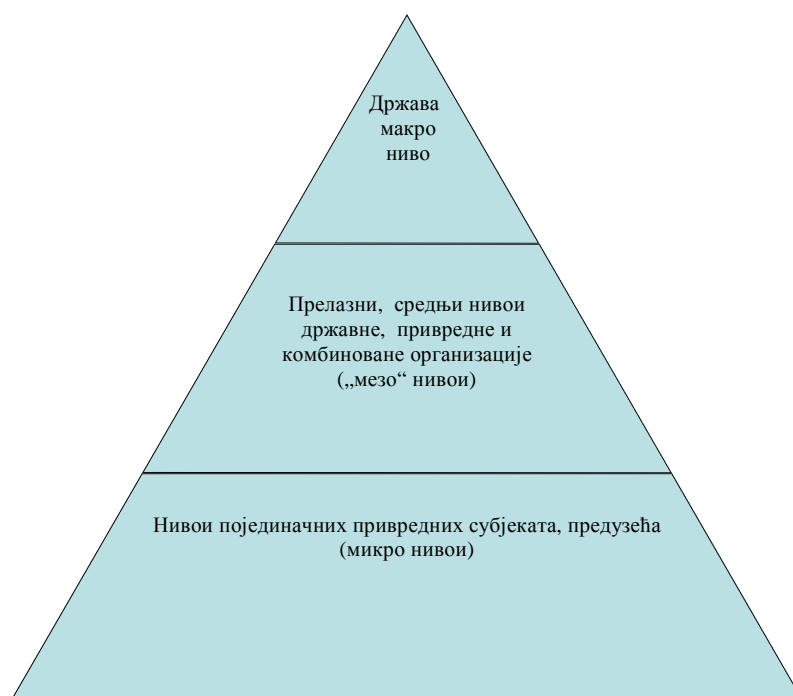 Држава
макро
ниво
Прелазни, средњи нивои
државне, привредне и
комбиноване организације
(„мезо“ нивои)
Нивои појединачних привредних субјеката, предузећа
(микро нивои)